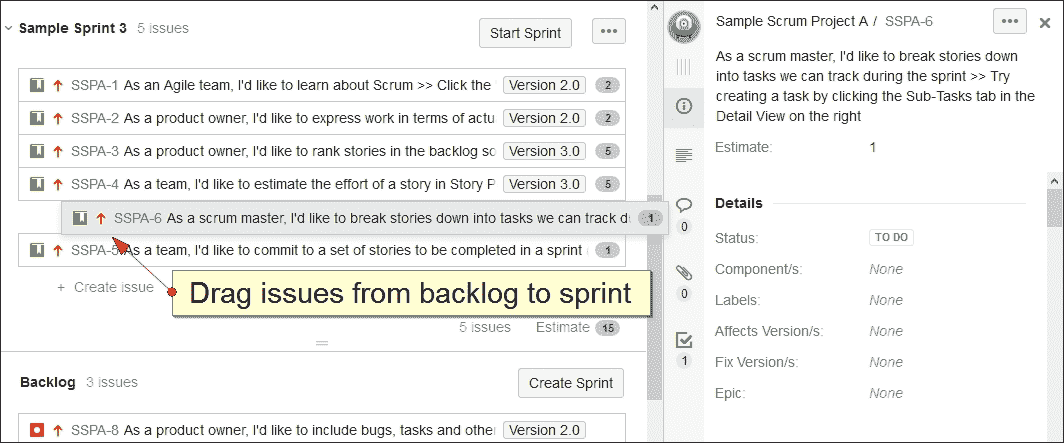 Sample Sprint 3 5 issues
Start Sprint
SSPA-1 As an Agile team, I'd like to learn about Scrum >> Click the Version 2.0 2
SSPA-2 As a product owner, I'd like to express work in terms of actu Version 2.0 2
SSPA-3 As a product owner, I'd like to rank stories in the backlog so Version 3.0 5
SSPA-4 As a team, I'd like to estimate the effort of a story in Story P Version 3.0 5
SSPA-6 As a scrum master, I'd like to break stories down into tasks we can track du 1
SSPA-5 As a team, I'd like to commit to a set of stories to be completed in a sprint 1
+ Create issue
Drag issues from backlog to sprint
5 issues Estimate 15
Backlog 3 issues
Create Sprint
SSPA-8 As a product owner, I'd like to include bugs, tasks and othe Version 2.0
0
0
1
Sample Scrum Project A / SSPA-6
As a scrum master, I'd like to break stories down
into tasks we can track during the sprint >> Try
creating a task by clicking the Sub-Tasks tab in the
Detail View on the right
Estimate: 1
Details
Status: TO DO
Component/s: None
Labels: None
Affects Version/s: None
Fix Version/s: None
Epic: None